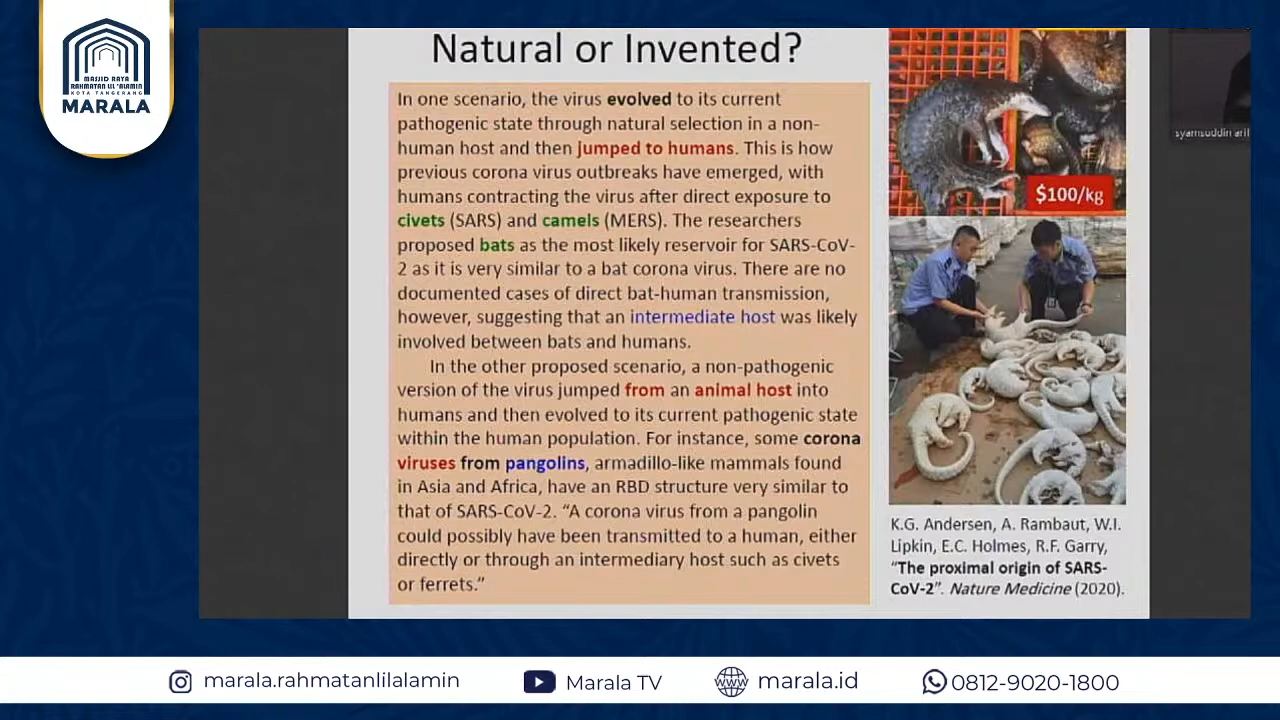 MASJID RAYA
RAHMATAN LIL 'ALAMIN
KOTA TANGERANG
MARALA
Natural or Invented?
In one scenario, the virus evolved to its current
pathogenic state through natural selection in a non-
human host and then jumped to humans. This is how
previous corona virus outbreaks have emerged, with
humans contracting the virus after direct exposure to
civets (SARS) and camels (MERS). The researchers
proposed bats as the most likely reservoir for SARS-CoV-
2 as it is very similar to a bat corona virus. There are no
documented cases of direct bat-human transmission,
however, suggesting that an intermediate host was likely
involved between bats and humans.
In the other proposed scenario, a non-pathogenic
version of the virus jumped from an animal host into
humans and then evolved to its current pathogenic state
within the human population. For instance, some corona
viruses from pangolins, armadillo-like mammals found
in Asia and Africa, have an RBD structure very similar to
that of SARS-CoV-2. “A corona virus from a pangolin
could possibly have been transmitted to a human, either
directly or through an intermediary host such as civets
or ferrets.”
$100/kg
K.G. Andersen, A. Rambaut, W.I.
Lipkin, E.C. Holmes, R.F. Garry,
“The proximal origin of SARS-
CoV-2”. Nature Medicine (2020).
syamsuddin arif
marala.rahmatanlilalamin
Marala TV
www
marala.id
0812-9020-1800